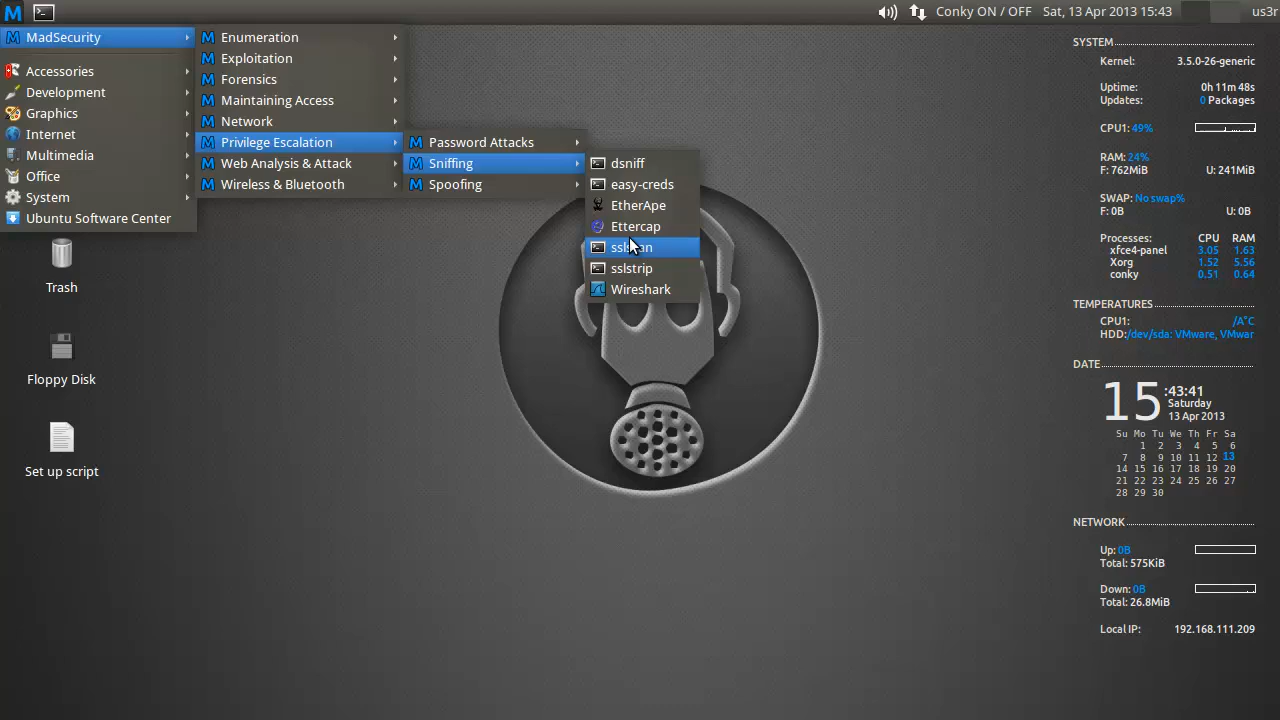 Conky ON / OFF
Sat, 13 Apr 2013 15:43
us3r
MadSecurity
Accessories
Development
Graphics
Internet
Multimedia
Office
System
Ubuntu Software Center
Enumeration
Exploitation
Forensics
Maintaining Access
Network
Privilege Escalation
Web Analysis & Attack
Wireless & Bluetooth
Password Attacks
Sniffing
Spoofing
dsniff
easy-creds
EtherApe
Ettercap
sslstrip
Wireshark
Trash
Floppy Disk
Set up script
SYSTEM
Kernel: 3.5.0-26-generic
Uptime: 0h 11m 48s
Updates: 0 Packages
CPU1: 49%
RAM: 24%
F: 762MiB U: 241MiB
SWAP: No swap%
F: 0B U: 0B
Processes: CPU RAM
xfce4-panel 3.05 1.63
Xorg 1.52 5.56
conky 0.51 0.64
TEMPERATURES
CPU1: /A˚C
HDD:/dev/sda: VMware, VMwar
DATE
15 :43:41
Saturday
13 Apr 2013
Su Mo Tu We Th Fr Sa
1 2 3 4 5 6
7 8 9 10 11 12 13
14 15 16 17 18 19 20
21 22 23 24 25 26 27
28 29 30
NETWORK
Up: 0B
Total: 575KiB
Down: 0B
Total: 26.8MiB
Local IP: 192.168.111.209